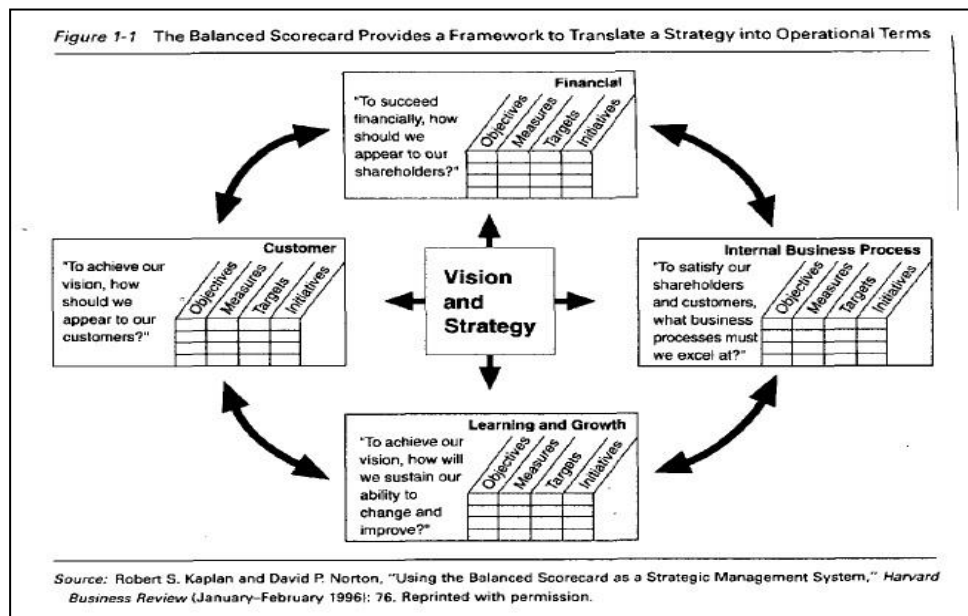 Figure 1-1 The Balanced Scorecard Provides a Framework to Translate a Strategy into Operational Terms
Financial
"To succeed
financially, how
should we
appear to our
shareholders?"
Objectives
Measures
Targets
Initiatives
Customer
"To achieve our
vision, how
should we
appear to our
customers?"
Objectives
Measures
Targets
Initiatives
Vision
and
Strategy
Internal Business Process
"To satisfy our
shareholders
and customers,
what business
processes must
we excel at?"
Objectives
Measures
Targets
Initiatives
Learning and Growth
"To achieve our
vision, how will
we sustain our
ability to
change and
improve?"
Objectives
Measures
Targets
Initiatives
Source: Robert S. Kaplan and David P. Norton, "Using the Balanced Scorecard as a Strategic Management System," Harvard
Business Review (January–February 1996): 76. Reprinted with permission.